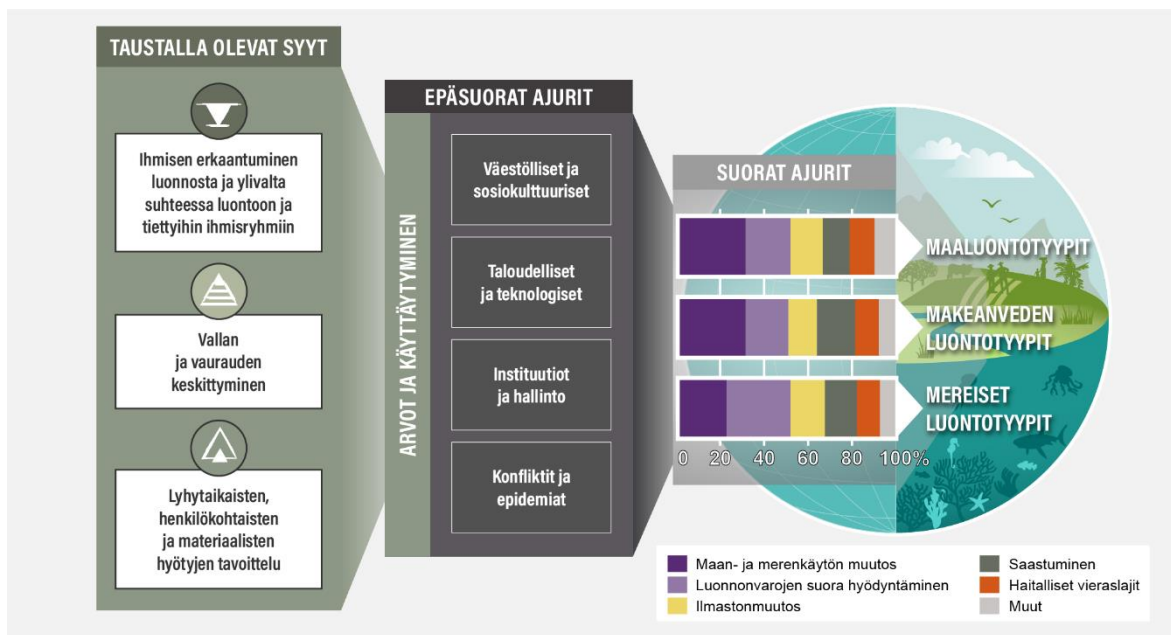 TAUSTALLA OLEVAT SYYT
Ihmisen erkaantuminen
luonnosta ja ylivalta
suhteessa luontoon ja
tiettyihin ihmisryhmiin
Vallan
ja vaurauden
keskittyminen
Lyhytaikaisten,
henkilökohtaisten
ja materiaalisten
hyötyjen tavoittelu
EPÄSUORAT AJURIT
ARVOT JA KÄYTTÄYTYMINEN
Väestölliset ja
sosiokulttuuriset
Taloudelliset
ja teknologiset
Instituutiot
ja hallinto
Konfliktit ja
epidemiat
SUORAT AJURIT
MAALUONTOTYYPIT
MAKEANVEDEN
LUONTOTYYPIT
MEREISET
LUONTOTYYPIT
0 20 40 60 80 100%
Maan- ja merenkäytön muutos
Luonnonvarojen suora hyödyntäminen
Ilmastonmuutos
Saastuminen
Haitalliset vieraslajit
Muut